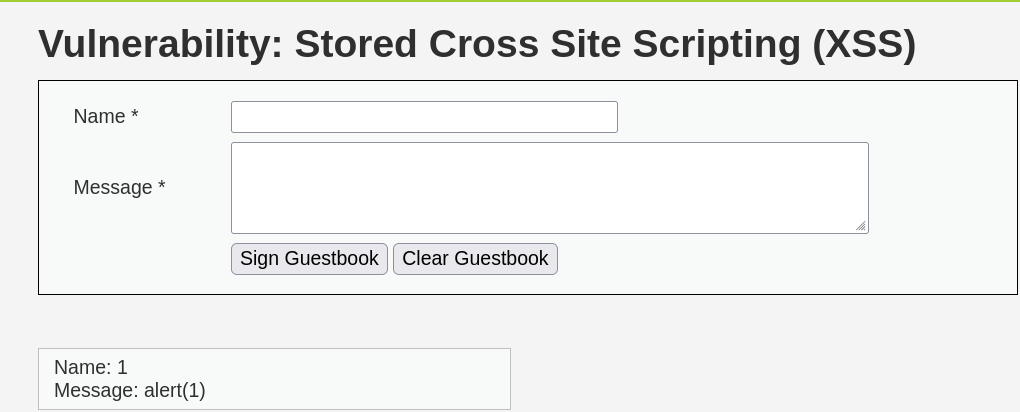 Vulnerability: Stored Cross Site Scripting (XSS)
Name *
Message *
Sign Guestbook Clear Guestbook
Name: 1
Message: alert(1)